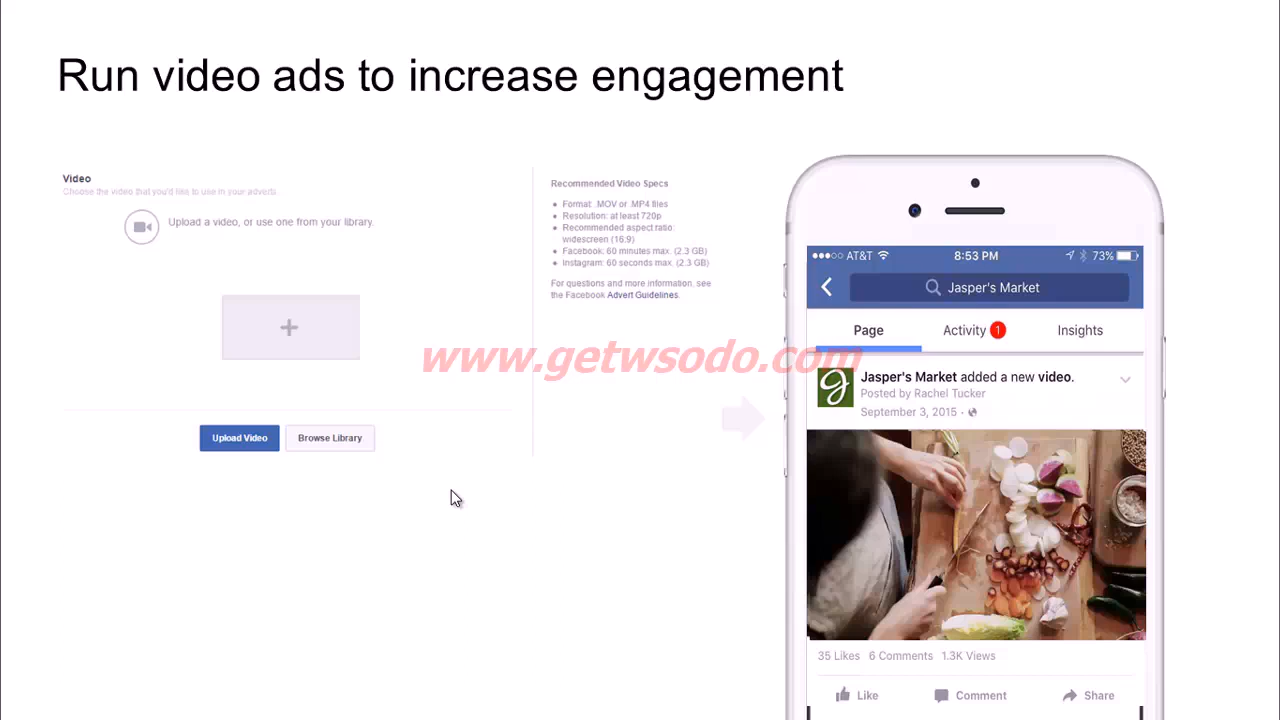 Run video ads to increase engagement
Video
Choose the video that you'd like to use in your adverts.
Upload a video, or use one from your library.
Upload Video
Browse Library
Recommended Video Specs
Format: .MOV or .MP4 files
Resolution: at least 720p
Recommended aspect ratio:
widescreen (16:9)
Facebook: 60 minutes max. (2.3 GB)
Instagram: 60 seconds max. (2.3 GB)
For questions and more information, see
the Facebook Advert Guidelines.
www.getwsodo.com
AT&T
8:53 PM
73%
Jasper's Market
Page
Activity 1
Insights
Jasper's Market added a new video.
Posted by Rachel Tucker
September 3, 2015 ·
35 Likes 6 Comments 1.3K Views
Like
Comment
Share